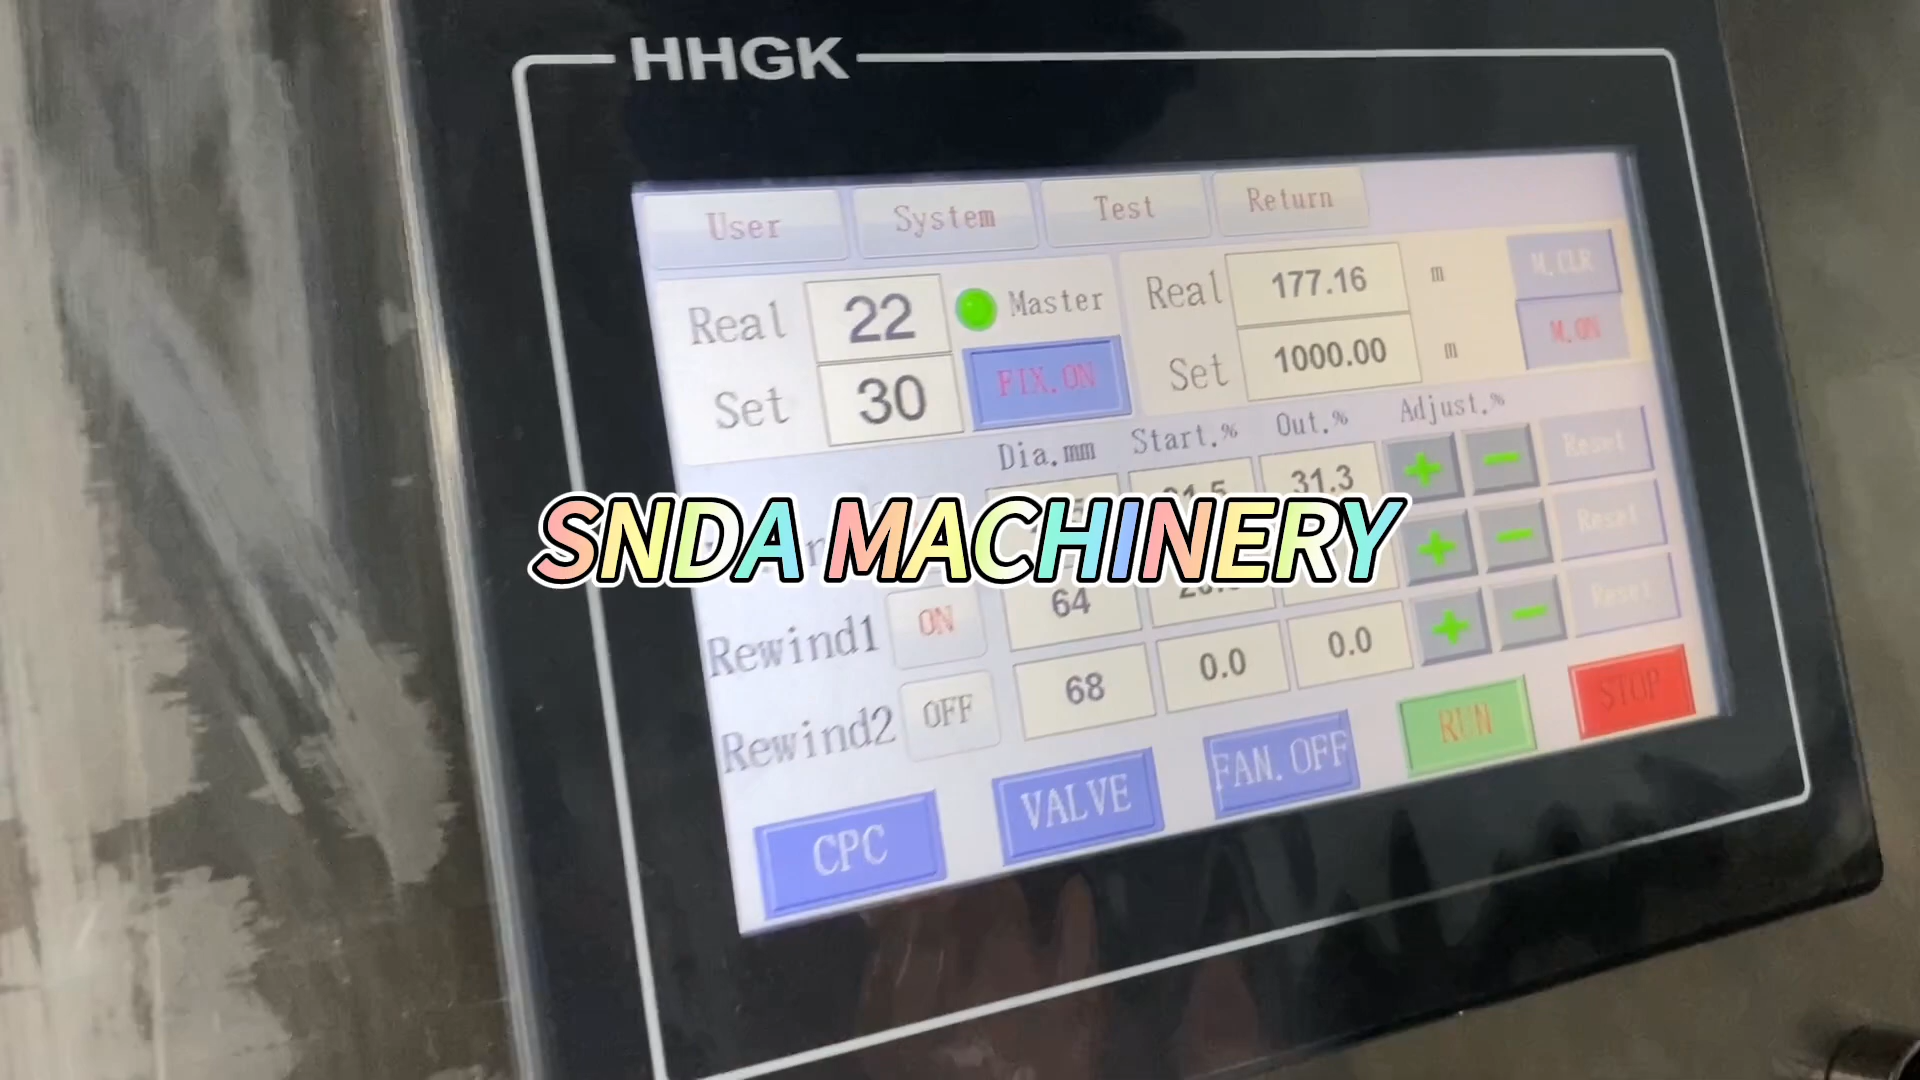 HHGK
User System Test Return
Real 22 Master Real 177.16 m M.CLR
Set 30 FIX.ON Set 1000.00 m M.ON
Dia.mm Start.% Out.% Adjust.%
31.3 + - Reset
SNDA MACHINERY
+ - Reset
Rewind1 ON 64 + - Reset
Rewind2 OFF 68 0.0 0.0
CPC VALVE FAN.OFF RUN STOP